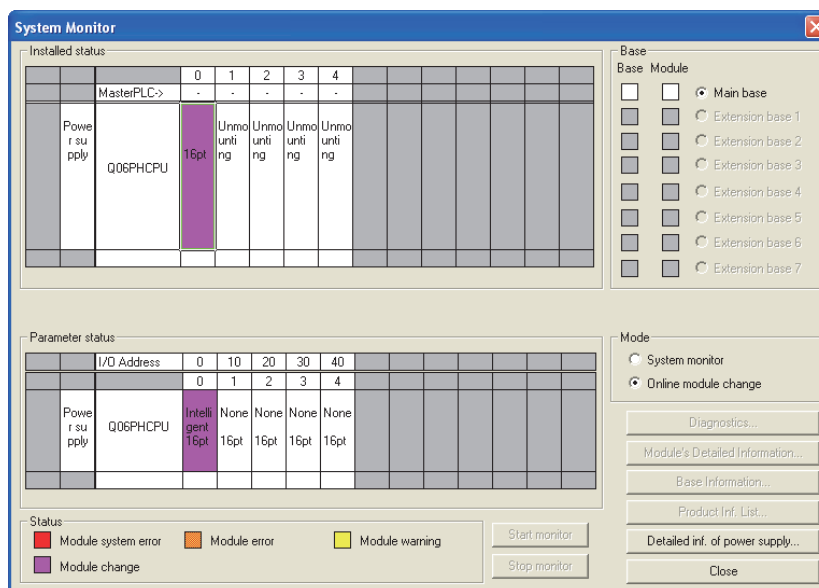 System Monitor
Installed status
0 1 2 3 4
MasterPLC-> - - - - -
Powe
r su
pply
Q06PHCPU
16pt
Unmo
unti
ng
Unmo
unti
ng
Unmo
unti
ng
Unmo
unti
ng
Base
Base Module
Main base
Extension base 1
Extension base 2
Extension base 3
Extension base 4
Extension base 5
Extension base 6
Extension base 7
Parameter status
I/O Address 0 10 20 30 40
0 1 2 3 4
Powe
r su
pply
Q06PHCPU
Intelli
gent
16pt
None
16pt
None
16pt
None
16pt
None
16pt
Mode
System monitor
Online module change
Diagnostics...
Module's Detailed Information...
Base Information...
Product Inf. List...
Detailed inf. of power supply...
Close
Status
Module system error
Module error
Module warning
Module change
Start monitor
Stop monitor